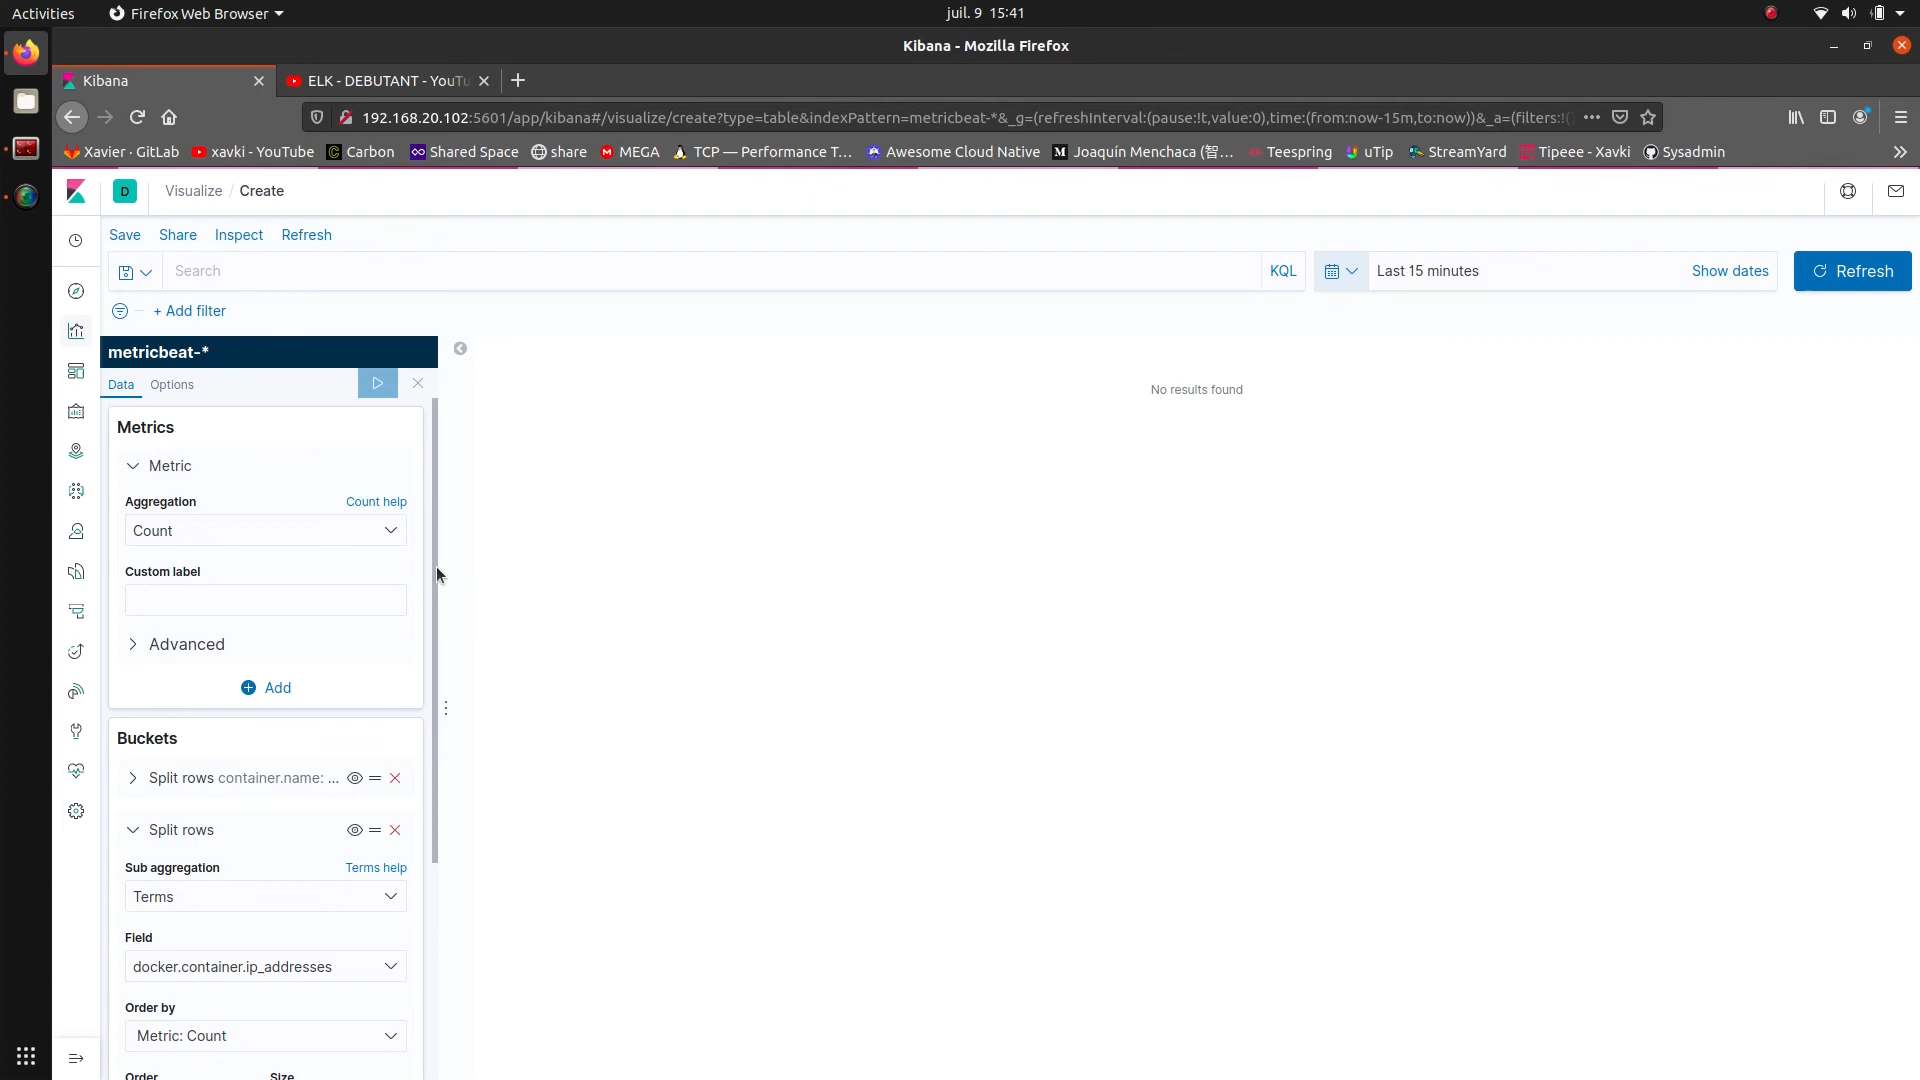 Activities
Firefox Web Browser
juil. 9 15:41
Kibana - Mozilla Firefox
Kibana
ELK - DEBUTANT - YouTu
192.168.20.102:5601/app/kibana#/visualize/create?type=table&indexPattern=metricbeat-*&_g=(refreshInterval:(pause:!t,value:0),time:(from:now-15m,to:now))&_a=(filters:!()
Xavier · GitLab
xavki - YouTube
Carbon
Shared Space
share
MEGA
TCP — Performance T...
Awesome Cloud Native
Joaquín Menchaca (智...
Teespring
uTip
StreamYard
Tipeee - Xavki
Sysadmin
D
Visualize / Create
Save
Share
Inspect
Refresh
Search
KQL
Last 15 minutes
Show dates
Refresh
+ Add filter
metricbeat-*
Data
Options
No results found
Metrics
Metric
Aggregation
Count help
Count
Custom label
Advanced
Add
Buckets
Split rows container.name: ...
Split rows
Sub aggregation
Terms help
Terms
Field
docker.container.ip_addresses
Order by
Metric: Count
Order
Size